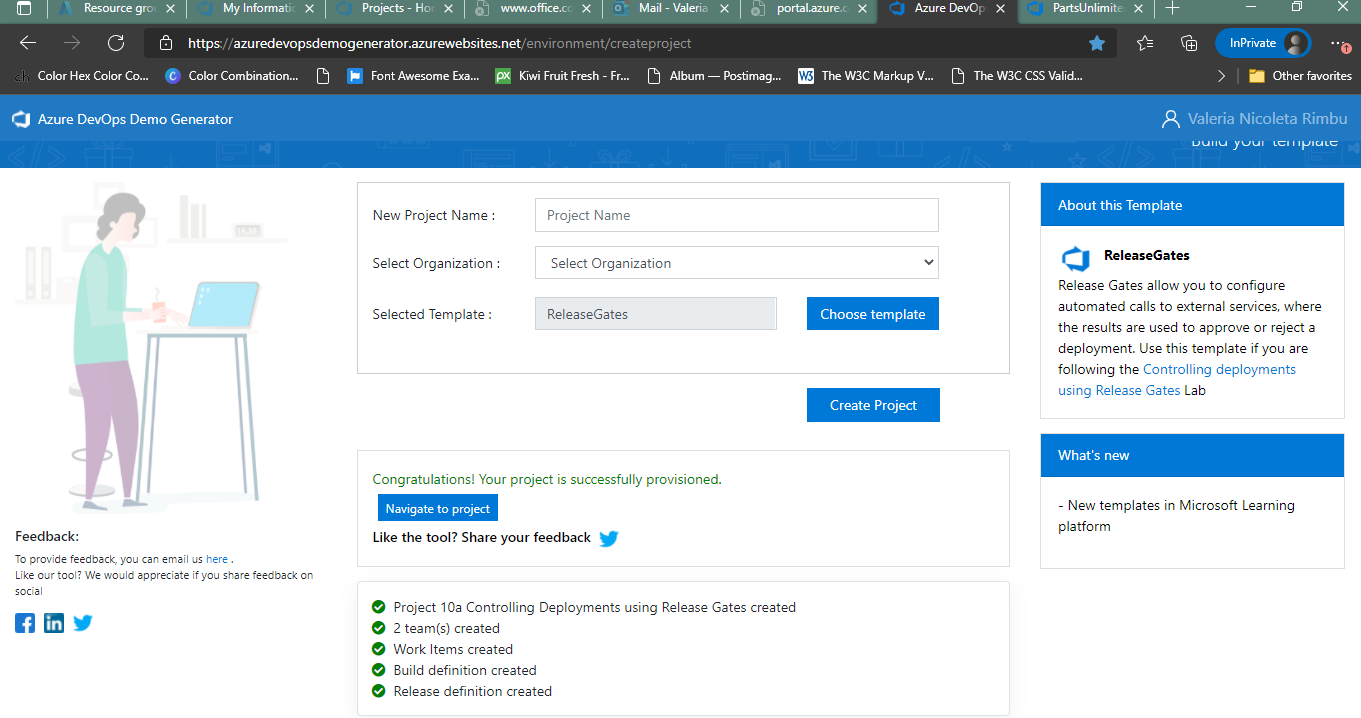 Resource gro
My Informati
Projects - Ho
www.office.co
Mail - Valeria
portal.azure.c
Azure DevOp
PartsUnlimite
https://azuredevopsdemogenerator.azurewebsites.net/environment/createproject
InPrivate
Color Hex Color Co...
Color Combination...
Font Awesome Exa...
Kiwi Fruit Fresh - Fr...
Album — Postimag...
The W3C Markup V...
The W3C CSS Valid...
Other favorites
Azure DevOps Demo Generator
Valeria Nicoleta Rimbu
Build your template
New Project Name :
Project Name
Select Organization :
Select Organization
Selected Template :
ReleaseGates
Choose template
Create Project
Congratulations! Your project is successfully provisioned.
Navigate to project
Like the tool? Share your feedback
Project 10a Controlling Deployments using Release Gates created
2 team(s) created
Work Items created
Build definition created
Release definition created
About this Template
ReleaseGates
Release Gates allow you to configure
automated calls to external services, where
the results are used to approve or reject a
deployment. Use this template if you are
following the Controlling deployments
using Release Gates Lab
What's new
- New templates in Microsoft Learning
platform
Feedback:
To provide feedback, you can email us here .
Like our tool? We would appreciate if you share feedback on
social